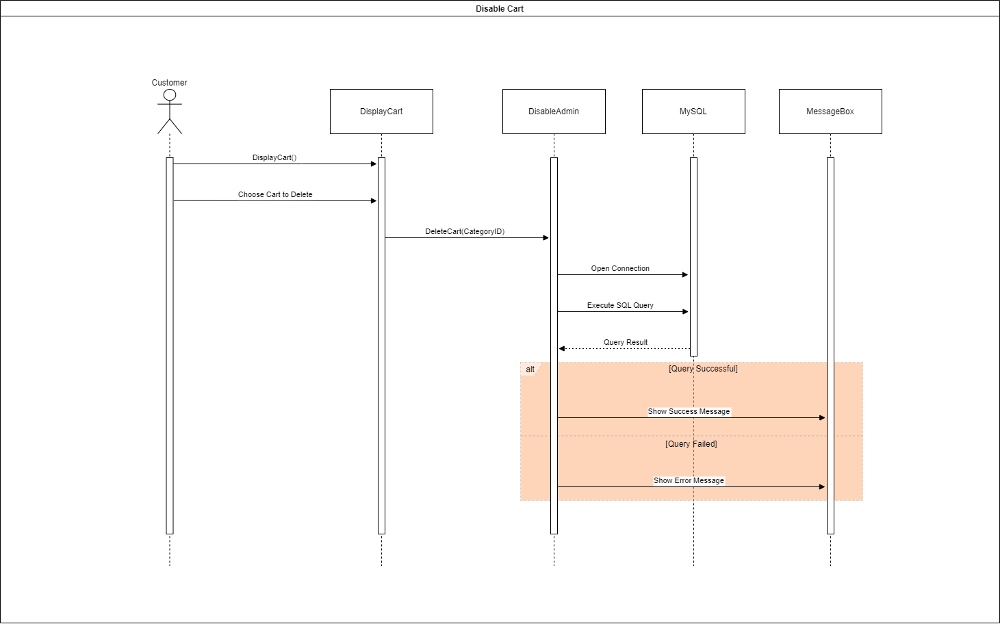 Disable Cart
Customer
DisplayCart
DisableAdmin
MySQL
MessageBox
DisplayCart()
Choose Cart to Delete
DeleteCart(CategoryID)
Open Connection
Execute SQL Query
Query Result
alt
[Query Successful]
Show Success Message
[Query Failed]
Show Error Message